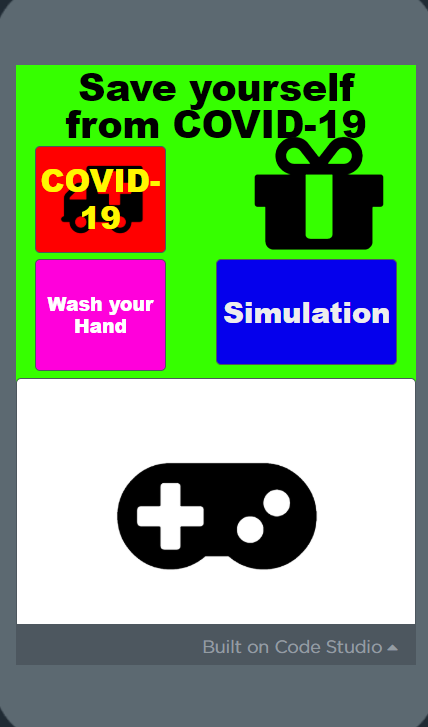 Save yourself
from COVID-19
COVID-
19
Wash your
Hand
Simulation
Built on Code Studio